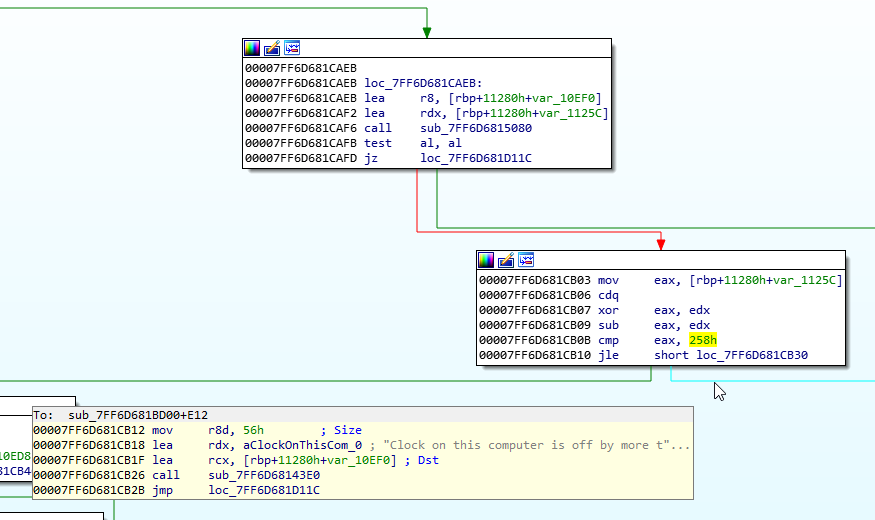 00007FF6D681CAEB
00007FF6D681CAEB loc_7FF6D681CAEB:
00007FF6D681CAEB lea r8, [rbp+11280h+var_10EF0]
00007FF6D681CAF2 lea rdx, [rbp+11280h+var_1125C]
00007FF6D681CAF6 call sub_7FF6D6815080
00007FF6D681CAFB test al, al
00007FF6D681CAFD jz loc_7FF6D681D11C
00007FF6D681CB03 mov eax, [rbp+11280h+var_1125C]
00007FF6D681CB06 cdq
00007FF6D681CB07 xor eax, edx
00007FF6D681CB09 sub eax, edx
00007FF6D681CB0B cmp eax, 258h
00007FF6D681CB10 jle short loc_7FF6D681CB30
To: sub_7FF6D681BD00+E12
00007FF6D681CB12 mov r8d, 56h ; Size
00007FF6D681CB18 lea rdx, aClockOnThisCom_0 ; "Clock on this computer is off by more t"...
00007FF6D681CB1F lea rcx, [rbp+11280h+var_10EF0] ; Dst
00007FF6D681CB26 call sub_7FF6D68143E0
00007FF6D681CB2B jmp loc_7FF6D681D11C
10ED8
81CB4